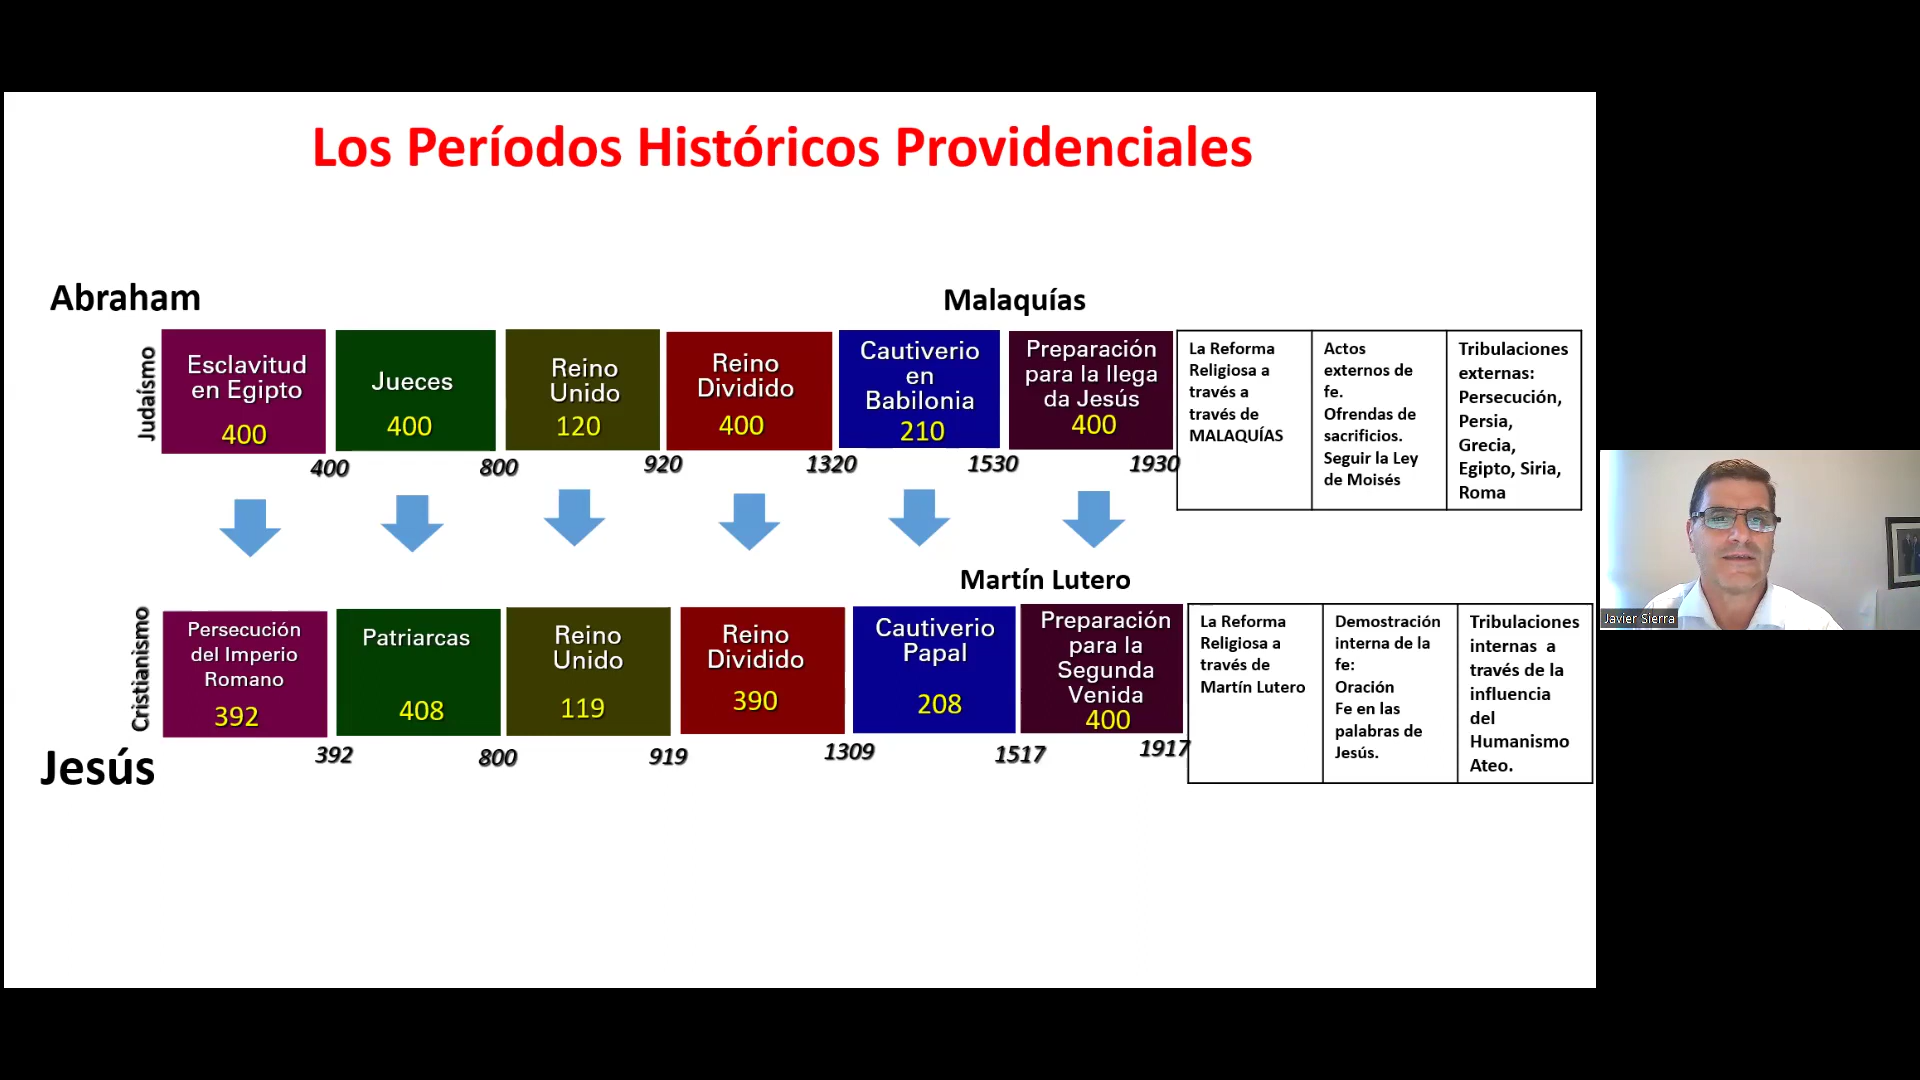 Los Períodos Históricos Providenciales
Abraham
Malaquías
Judaísmo
Esclavitud
en Egipto
400
Jueces
400
Reino
Unido
120
Reino
Dividido
400
Cautiverio
en
Babilonia
210
Preparación
para la llega
da Jesús
400
La Reforma
Religiosa a
través a
través de
MALAQUÍAS
Actos
externos de
fe.
Ofrendas de
sacrificios.
Seguir la Ley
de Moisés
Tribulaciones
externas:
Persecución,
Persia,
Grecia,
Egipto, Siria,
Roma
400
800
920
1320
1530
1930
Martín Lutero
Cristianismo
Persecución
del Imperio
Romano
392
Patriarcas
408
Reino
Unido
119
Reino
Dividido
390
Cautiverio
Papal
208
Preparación
para la
Segunda
Venida
400
La Reforma
Religiosa a
través de
Martín Lutero
Demostración
interna de la
fe:
Oración
Fe en las
palabras de
Jesús.
Tribulaciones
internas a
través de la
influencia
del
Humanismo
Ateo.
392
800
919
1309
1517
1917
Jesús
Javier Sierra